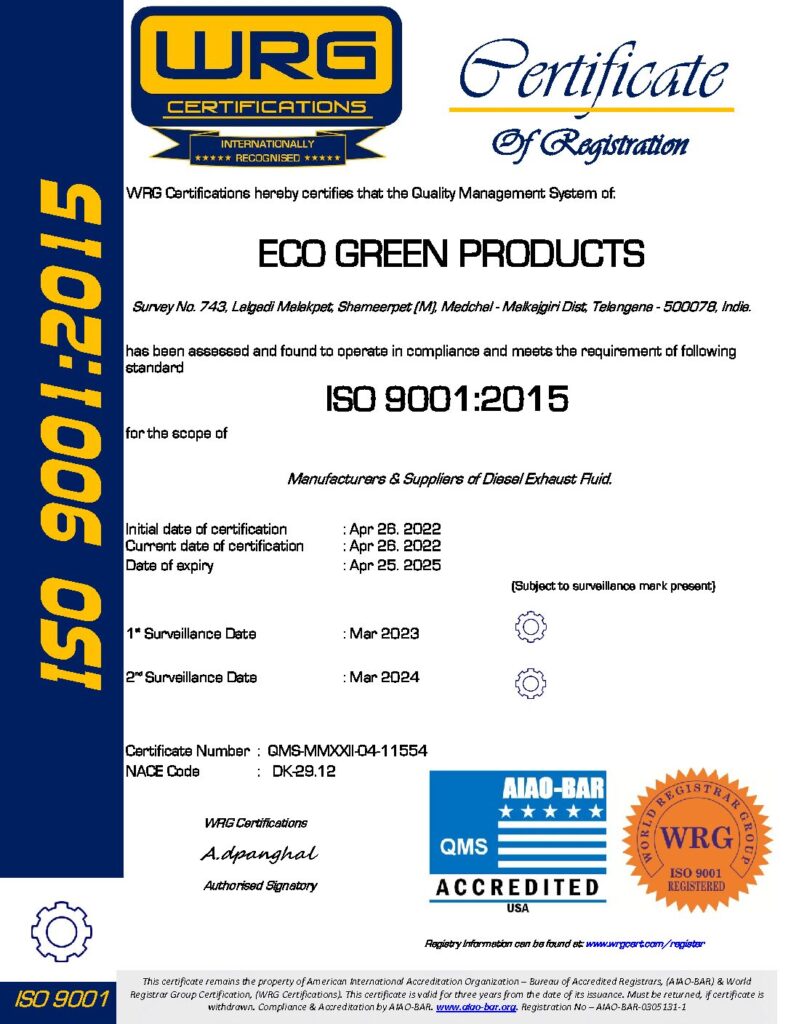 WRG
CERTIFICATIONS
INTERNATIONALLY
★★★★★ RECOGNISED ★★★★★
Certificate
Of Registration
ISO 9001:2015
WRG Certifications hereby certifies that the Quality Management System of:
ECO GREEN PRODUCTS
Survey No. 743, Lalgadi Malakpet, Shameerpet (M), Medchal - Malkajgiri Dist, Telangana - 500078, India.
has been assessed and found to operate in compliance and meets the requirement of following
standard
ISO 9001:2015
for the scope of
Manufacturers & Suppliers of Diesel Exhaust Fluid.
Initial date of certification : Apr 26, 2022
Current date of certification : Apr 26, 2022
Date of expiry : Apr 25, 2025
(Subject to surveillance mark present)
1st Surveillance Date : Mar 2023
2nd Surveillance Date : Mar 2024
Certificate Number : QMS-MMXXII-04-11554
NACE Code : DK-29.12
WRG Certifications
A.dpanghal
Authorised Signatory
AIAO-BAR
★★★★★
QMS
ACCREDITED
USA
WORLD REGISTRAR GROUP
WRG
ISO 9001
REGISTERED
Registry Information can be found at: www.wrgcert.com/register
ISO 9001
This certificate remains the property of American International Accreditation Organization – Bureau of Accredited Registrars, (AIAO-BAR) & World
Registrar Group Certification, (WRG Certifications). This certificate is valid for three years from the date of its issuance. Must be returned, if certificate is
withdrawn. Compliance & Accreditation by AIAO-BAR. www.aiao-bar.org. Registration No – AIAO-BAR-0305131-1